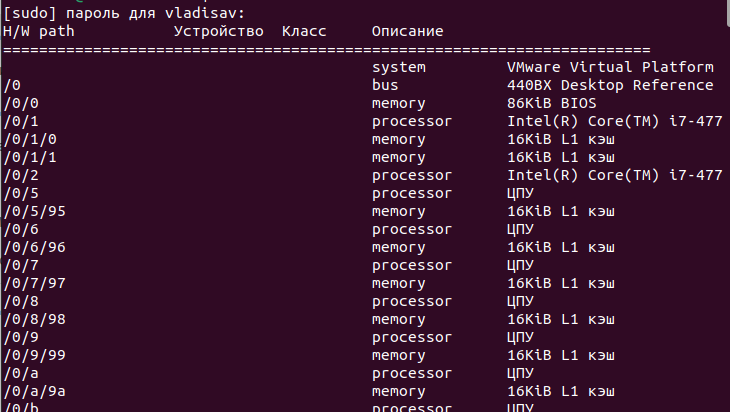 [sudo] пароль для vladisav:
H/W path           Устройство  Класс     Описание
========================================================================
                                         system         VMware Virtual Platform
/0                                       bus            440BX Desktop Reference
/0/0                                     memory         86KiB BIOS
/0/1                                     processor      Intel(R) Core(TM) i7-477
/0/1/0                                   memory         16KiB L1 кэш
/0/1/1                                   memory         16KiB L1 кэш
/0/2                                     processor      Intel(R) Core(TM) i7-477
/0/5                                     processor      ЦПУ
/0/5/95                                  memory         16KiB L1 кэш
/0/6                                     processor      ЦПУ
/0/6/96                                  memory         16KiB L1 кэш
/0/7                                     processor      ЦПУ
/0/7/97                                  memory         16KiB L1 кэш
/0/8                                     processor      ЦПУ
/0/8/98                                  memory         16KiB L1 кэш
/0/9                                     processor      ЦПУ
/0/9/99                                  memory         16KiB L1 кэш
/0/a                                     processor      ЦПУ
/0/a/9a                                  memory         16KiB L1 кэш
/0/b                                     processor      ЦПУ